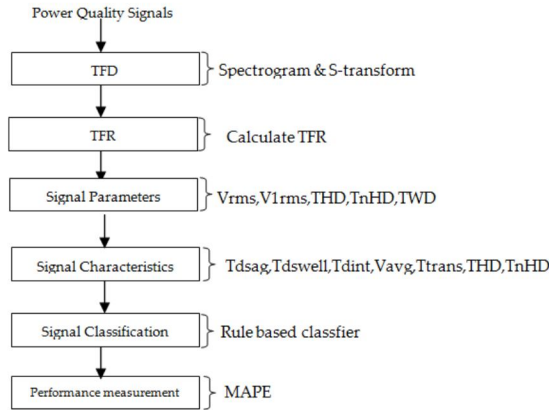 Power Quality Signals
TFD
Spectrogram & S-transform
TFR
Calculate TFR
Signal Parameters
Vrms,V1rms,THD,TnHD,TWD
Signal Characteristics
Tdsag,Tdswell,Tdint,Vavg,Ttrans,THD,TnHD
Signal Classification
Rule based classfier
Performance measurement
MAPE